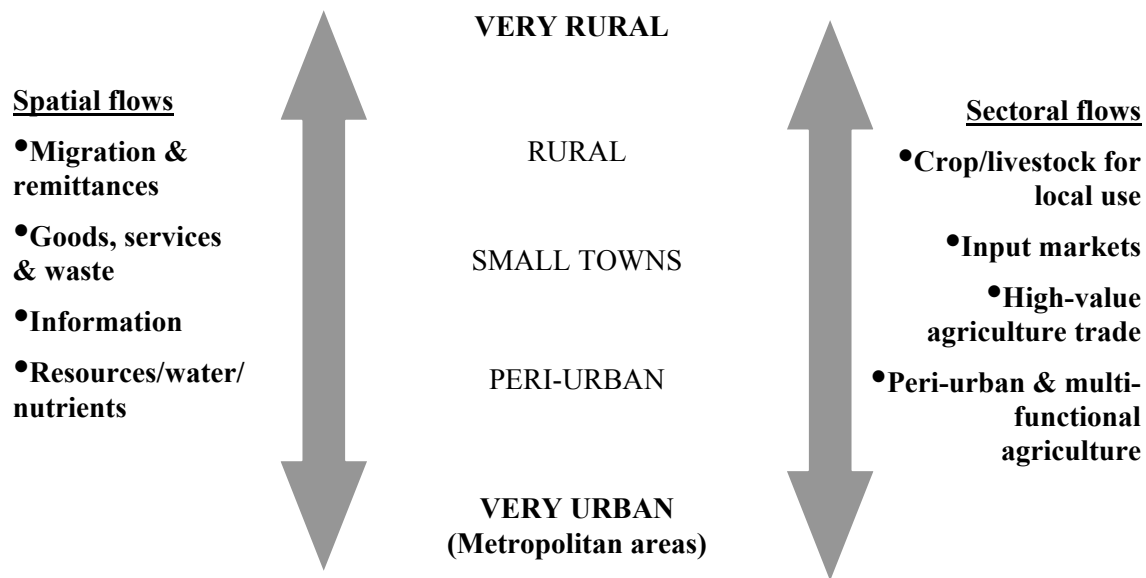 VERY RURAL
Spatial flows
•Migration &
remittances
•Goods, services
& waste
•Information
•Resources/water/
nutrients
RURAL
SMALL TOWNS
PERI-URBAN
VERY URBAN
(Metropolitan areas)
Sectoral flows
•Crop/livestock for
local use
•Input markets
•High-value
agriculture trade
•Peri-urban & multi-
functional
agriculture